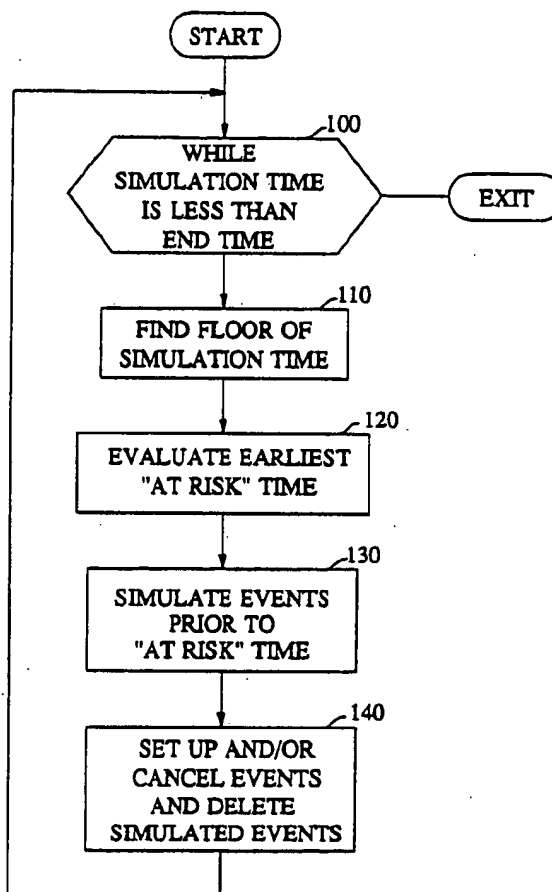 START
100
WHILE
SIMULATION TIME
IS LESS THAN
END TIME
EXIT
110
FIND FLOOR OF
SIMULATION TIME
120
EVALUATE EARLIEST
"AT RISK" TIME
130
SIMULATE EVENTS
PRIOR TO
"AT RISK" TIME
140
SET UP AND/OR
CANCEL EVENTS
AND DELETE
SIMULATED EVENTS